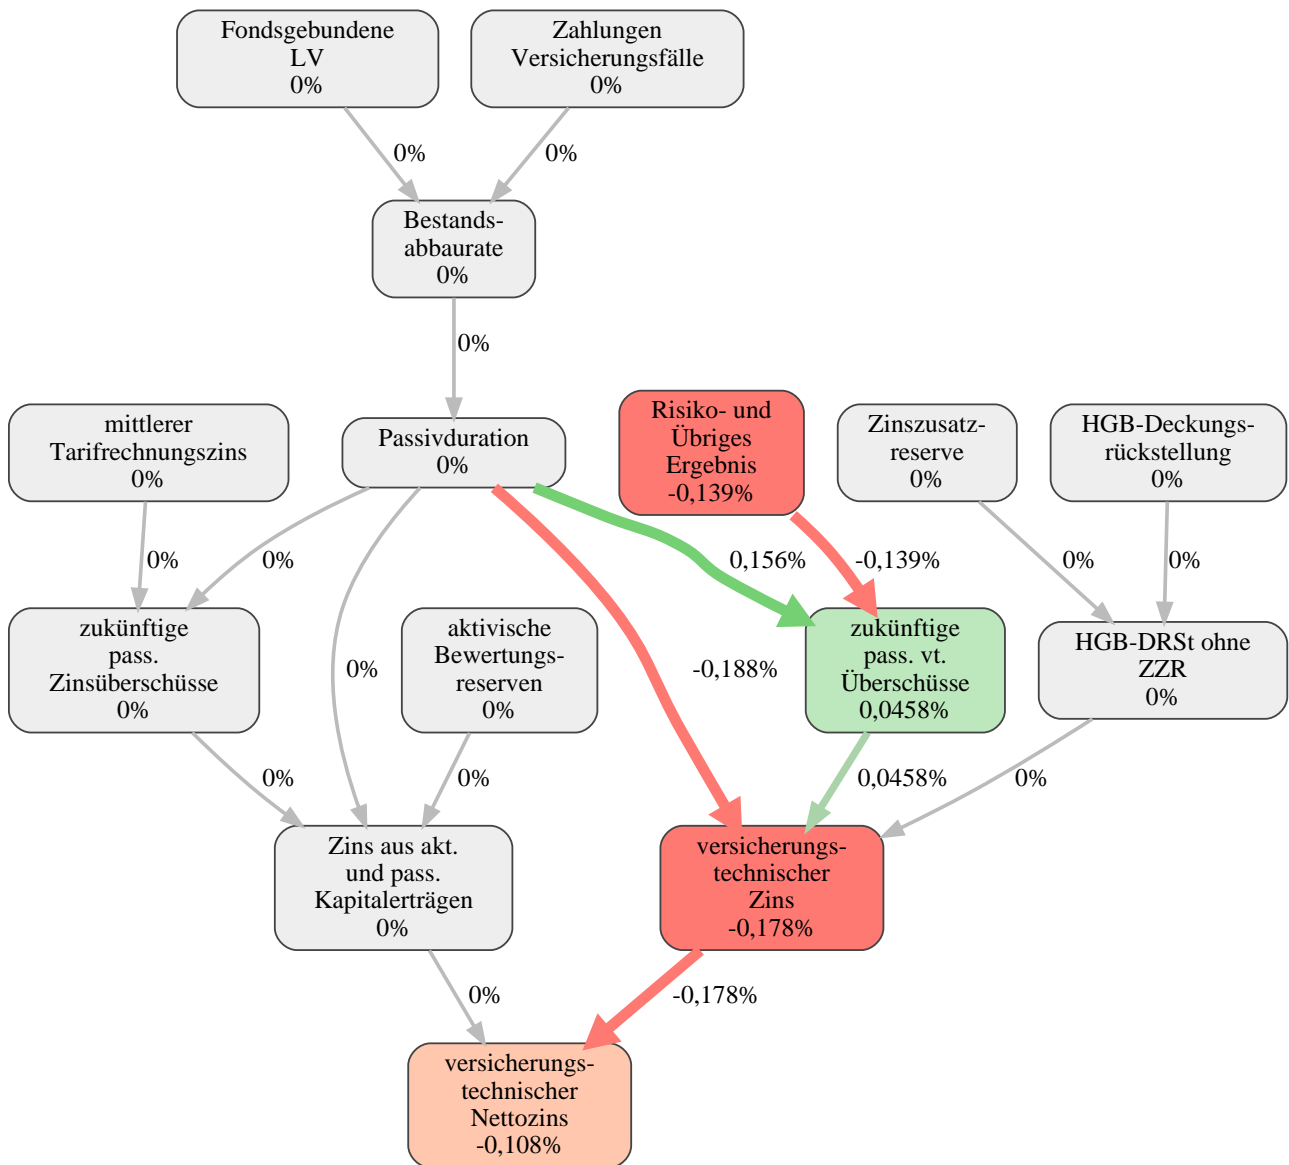 Fondsgebundene
LV
0%
Zahlungen
Versicherungsfälle
0%
0%
0%
Bestands-
abbaurate
0%
0%
mittlerer
Tarifrechnungszins
0%
Passivduration
0%
Risiko- und
Übriges
Ergebnis
-0,139%
Zinszusatz-
reserve
0%
HGB-Deckungs-
rückstellung
0%
0%
0%
0,156%
-0,139%
0%
0%
zukünftige
pass.
Zinsüberschüsse
0%
0%
aktivische
Bewertungs-
reserven
0%
-0,188%
zukünftige
pass. vt.
Überschüsse
0,0458%
HGB-DRSt ohne
ZZR
0%
0%
0%
0,0458%
0%
Zins aus akt.
und pass.
Kapitalerträgen
0%
versicherungs-
technischer
Zins
-0,178%
0%
-0,178%
versicherungs-
technischer
Nettozins
-0,108%